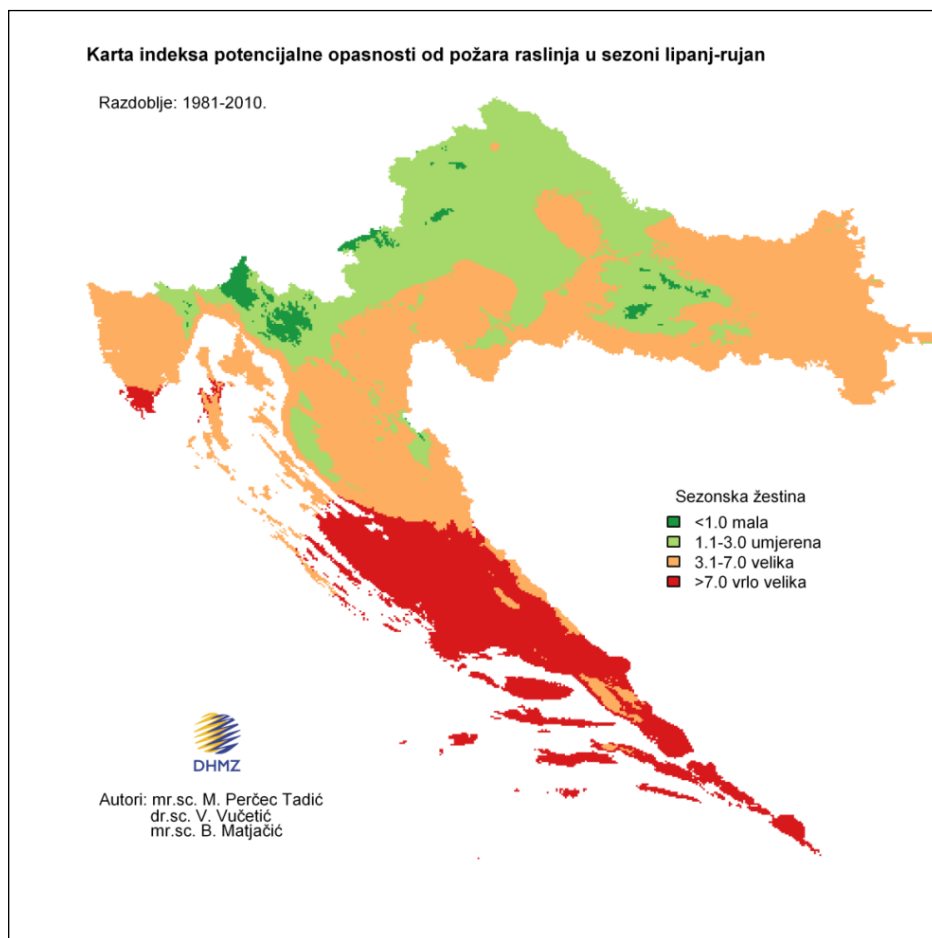 Karta indeksa potencijalne opasnosti od požara raslinja u sezoni lipanj-rujan
Razdoblje: 1981-2010.
Sezonska žestina
<1.0 mala
1.1-3.0 umjerena
3.1-7.0 velika
>7.0 vrlo velika
DHMZ
Autori: mr.sc. M. Perčec Tadić
dr.sc. V. Vučetić
mr.sc. B. Matjačić